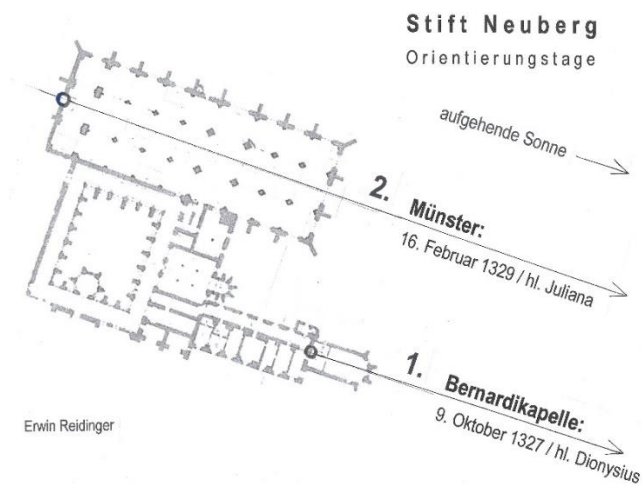 Stift Neuberg
Orientierungstage
aufgehende Sonne
2. Münster:
16. Februar 1329 / hl. Juliana
1. Bernardikapelle:
9. Oktober 1327 / hl. Dionysius
Erwin Reidinger